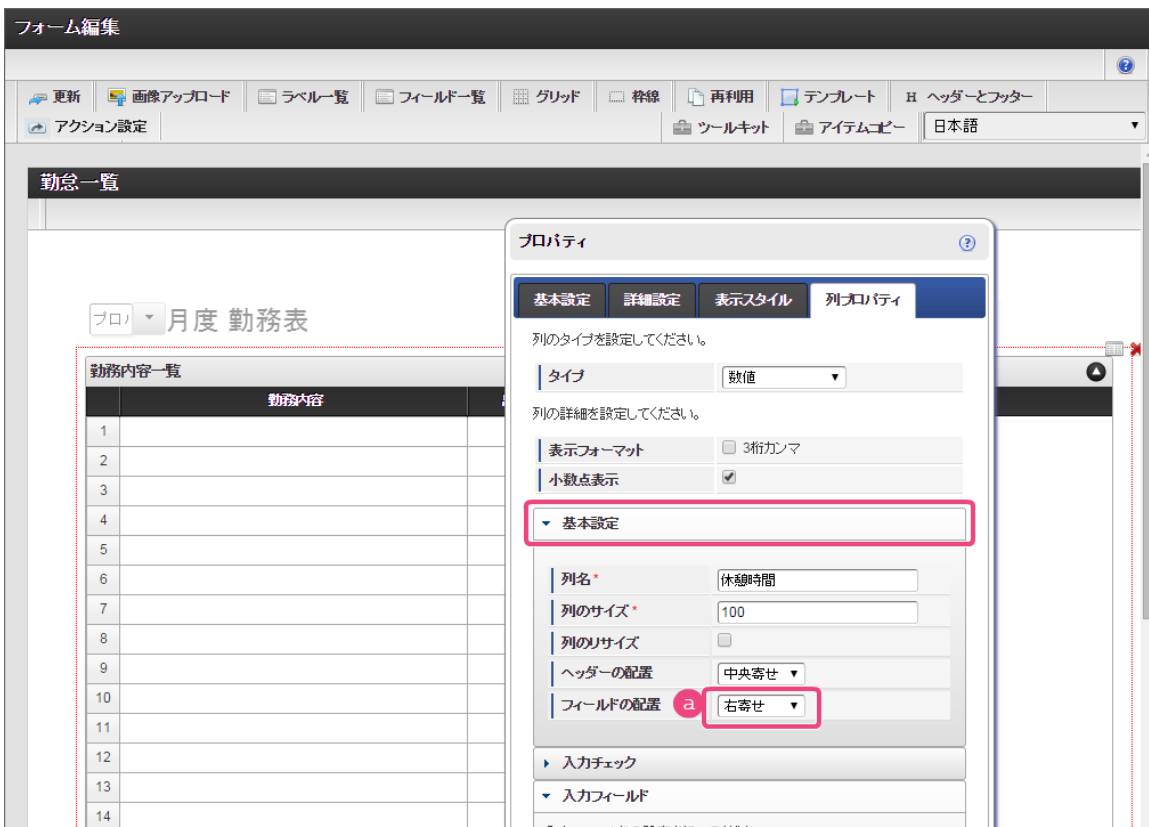 フォーム編集
更新 画像アップロード ラベル一覧 フィールド一覧 グリッド 枠線 再利用 テンプレート H ヘッダーとフッター
アクション設定 ツールキット アイテムコピー 日本語
勤怠一覧
プロパティ
基本設定 詳細設定 表示スタイル 列プロパティ
月度 勤務表
列のタイプを設定してください。
タイプ 数値
勤務内容一覧
勤務内容
列の詳細を設定してください。
表示フォーマット 3桁カンマ
小数点表示
基本設定
列名* 休憩時間
列のサイズ* 100
列のリサイズ
ヘッダーの配置 中央寄せ
フィールドの配置 a 右寄せ
入力チェック
入力フィールド
1
2
3
4
5
6
7
8
9
10
11
12
13
14